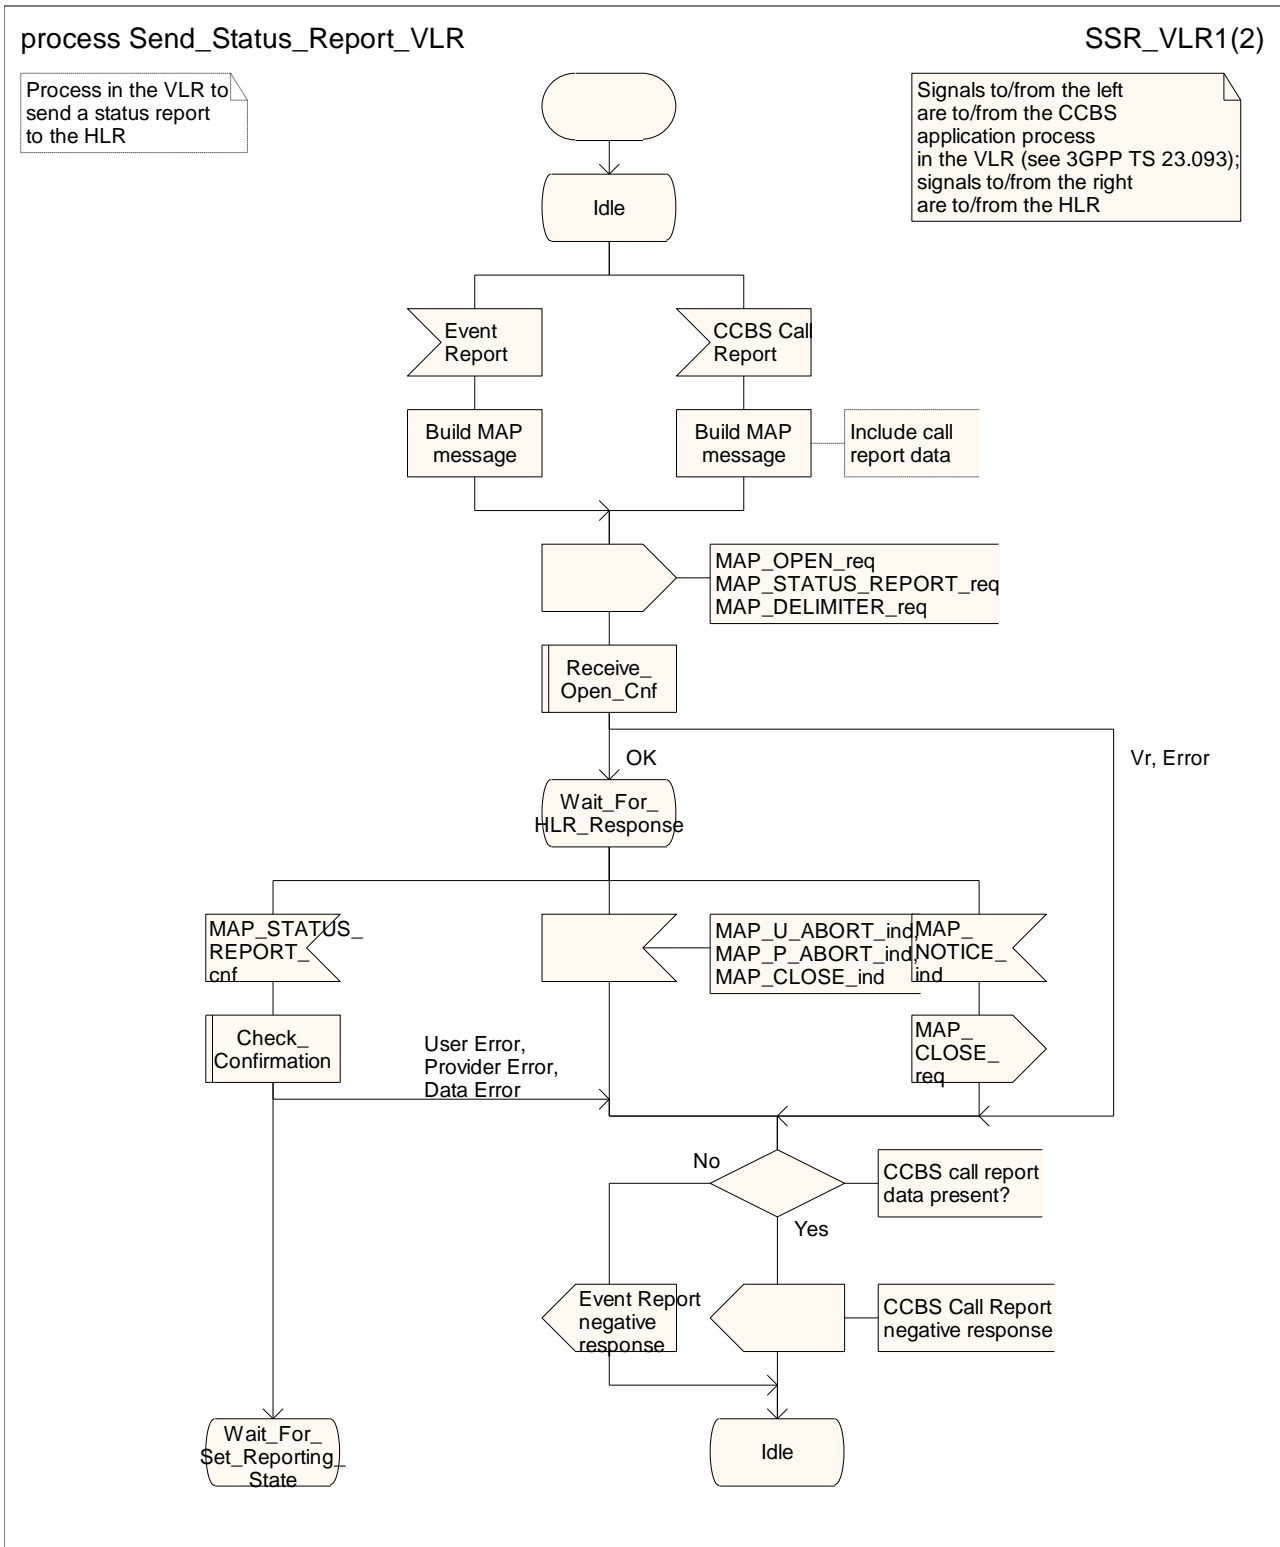 process Send_Status_Report_VLR
SSR_VLR1(2)
Process in the VLR to
send a status report
to the HLR
Signals to/from the left
are to/from the CCBS
application process
in the VLR (see 3GPP TS 23.093);
signals to/from the right
are to/from the HLR
Idle
Event
Report
CCBS Call
Report
Build MAP
message
Build MAP
message
Include call
report data
MAP_OPEN_req
MAP_STATUS_REPORT_req
MAP_DELIMITER_req
Receive_
Open_Cnf
OK
Vr, Error
Wait_For_
HLR_Response
MAP_STATUS_
REPORT_
cnf
MAP_U_ABORT_ind,
MAP_P_ABORT_ind,
MAP_CLOSE_ind
MAP_
NOTICE_
ind
Check_
Confirmation
User Error,
Provider Error,
Data Error
MAP_
CLOSE_
req
No
CCBS call report
data present?
Yes
Event Report
negative
response
CCBS Call Report
negative response
Wait_For_
Set_Reporting_
State
Idle